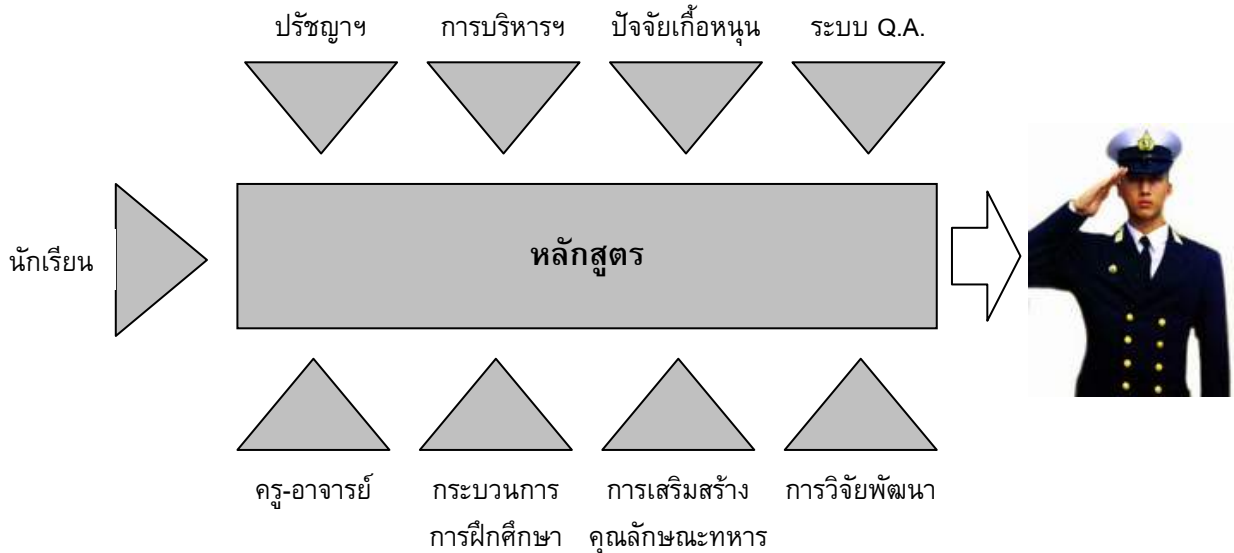 ปรัชญาฯ การบริหารฯ ปัจจัยเกื้อหนุน ระบบ Q.A.
นักเรียน
หลักสูตร
ครู-อาจารย์ กระบวนการ การเสริมสร้าง การวิจัยพัฒนา
การฝึกศึกษา คุณลักษณะทหาร